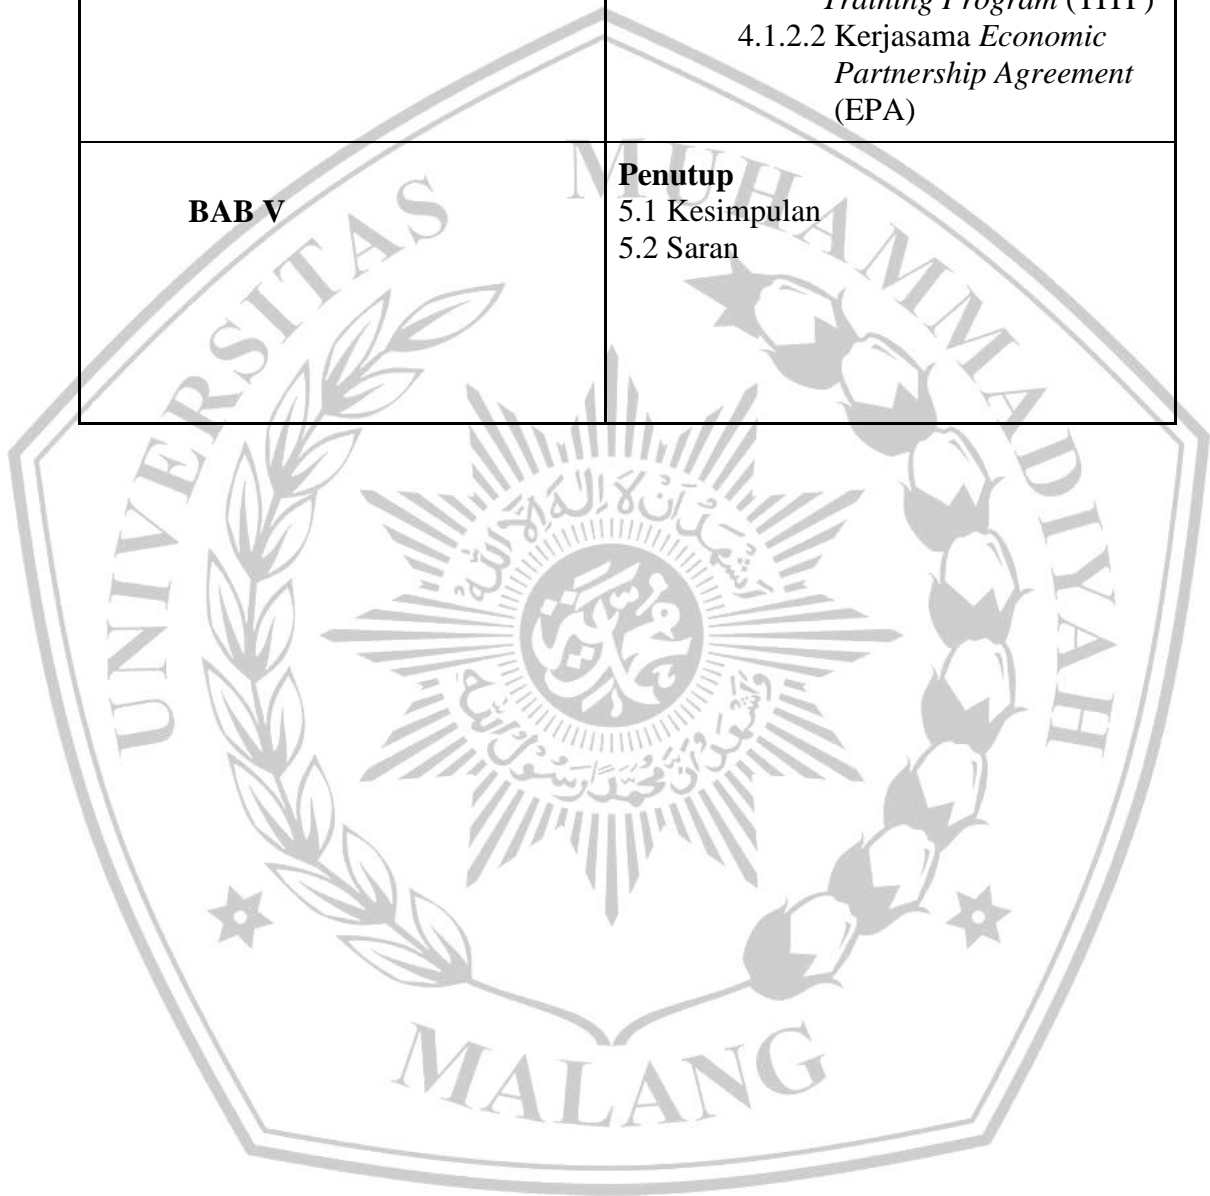 Training Program (TITP)
4.1.2.2 Kerjasama Economic
Partnership Agreement
(EPA)
BAB V
Penutup
5.1 Kesimpulan
5.2 Saran
UNIVERSITAS MUHAMMADIYAH
MALANG